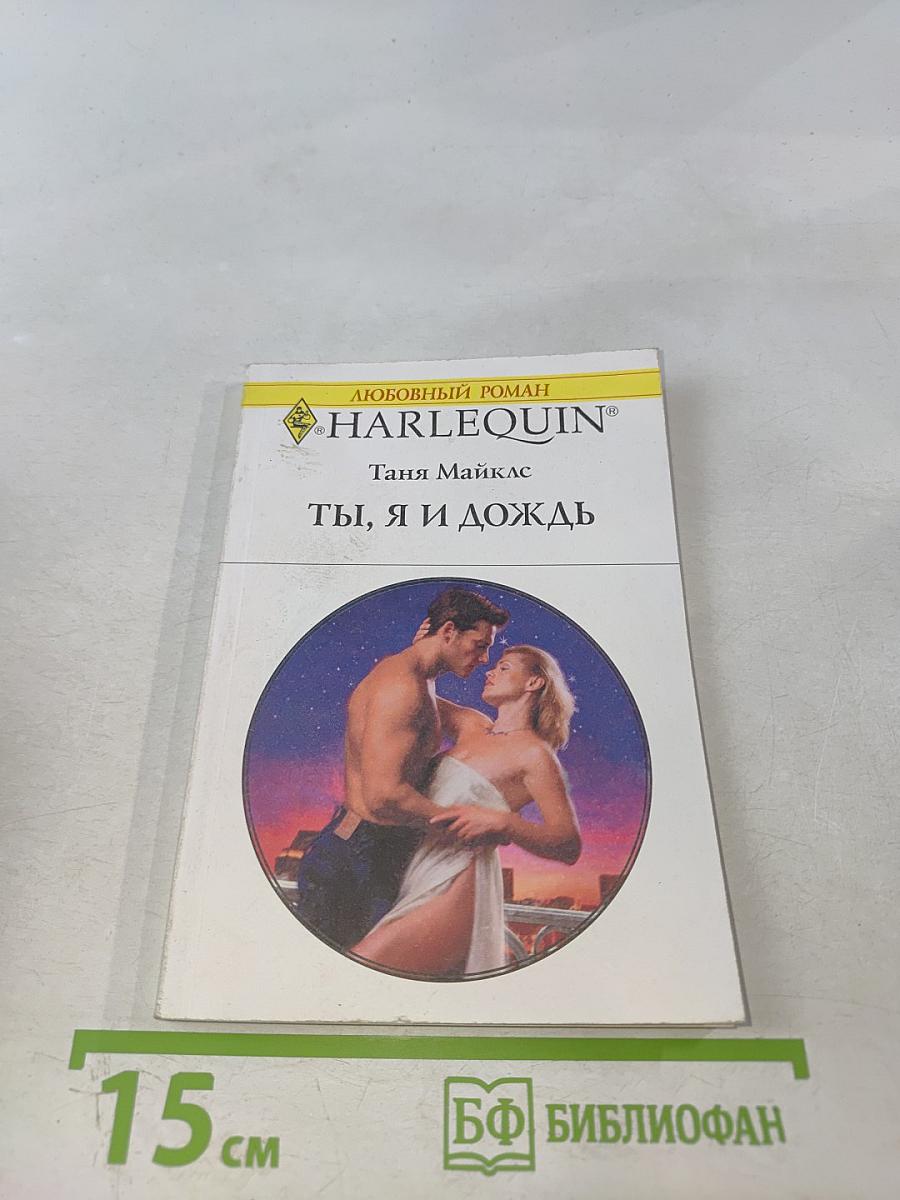 ЛЮБОВНЫЙ РОМАН
® HARLEQUIN®
Таня Майклс
ТЫ, Я И ДОЖДЬ
15 см
БФ БИБЛИОФАН